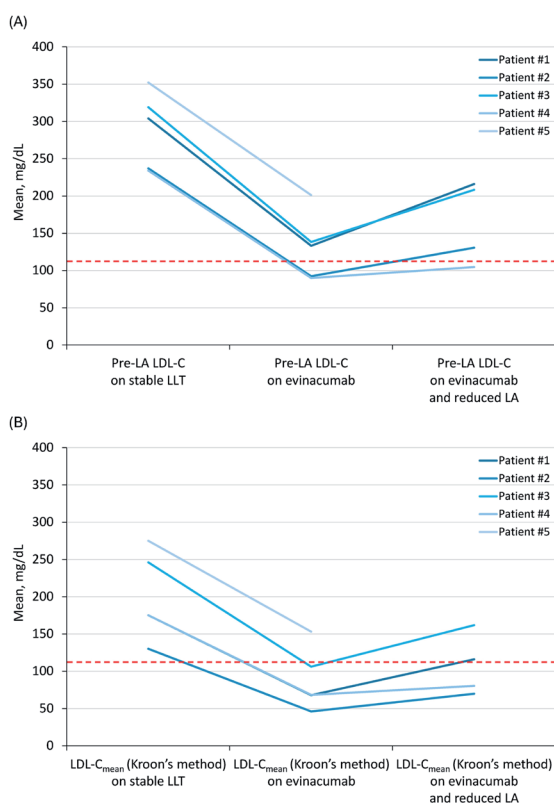 (A)
400
350
300
250
200
150
100
50
0
Mean, mg/dL
Patient #1
Patient #2
Patient #3
Patient #4
Patient #5
Pre-LA LDL-C
on stable LLT
Pre-LA LDL-C
on evinacumab
Pre-LA LDL-C
on evinacumab
and reduced LA
(B)
400
350
300
250
200
150
100
50
0
Mean, mg/dL
Patient #1
Patient #2
Patient #3
Patient #4
Patient #5
LDL-Cmean (Kroon's method)
on stable LLT
LDL-Cmean (Kroon's method)
on evinacumab
LDL-Cmean (Kroon's method)
on evinacumab
and reduced LA